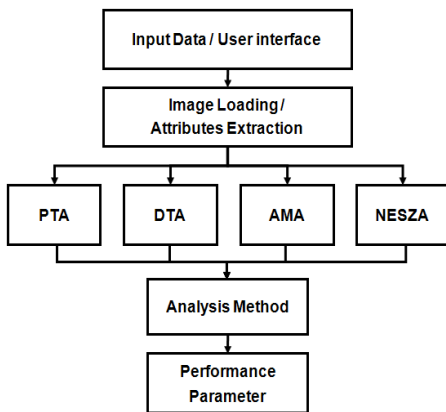 Input Data / User interface
Image Loading /
Attributes Extraction
PTA
DTA
AMA
NESZA
Analysis Method
Performance
Parameter